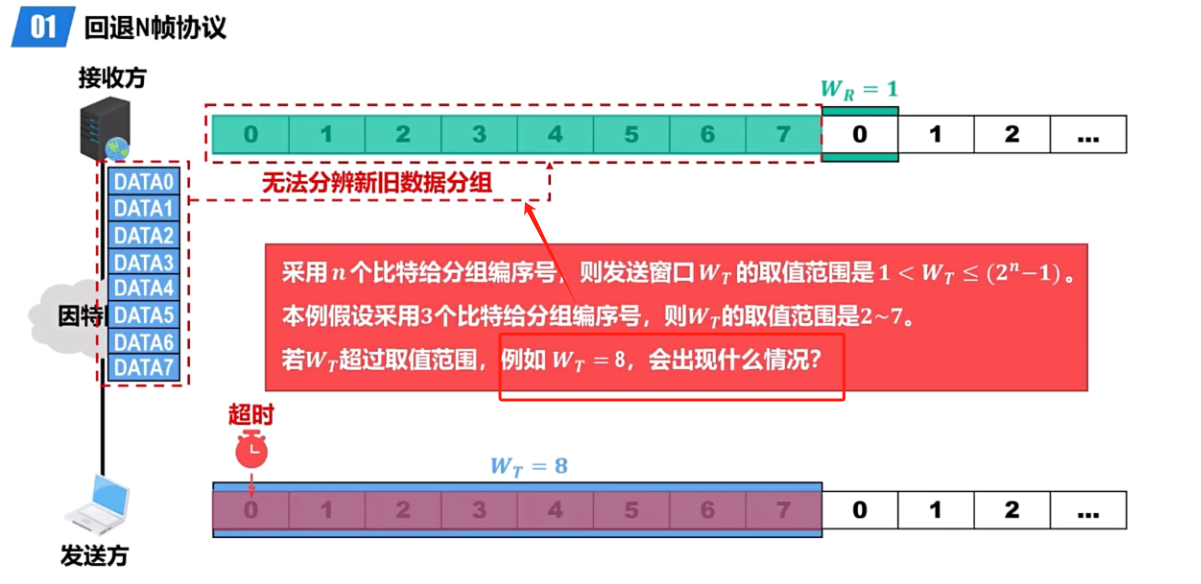 01 回退N帧协议
接收方
W_R = 1
0 1 2 3 4 5 6 7 0 1 2 ...
DATA0
DATA1
DATA2
DATA3
DATA4
DATA5
DATA6
DATA7
无法分辨新旧数据分组
因特
采用 n 个比特给分组编序号，则发送窗口 W_T 的取值范围是 1 < W_T ≤ (2^n−1) 。
本例假设采用3个比特给分组编序号，则W_T的取值范围是2~7。
若W_T超过取值范围，例如 W_T = 8，会出现什么情况？
超时
W_T = 8
0 1 2 3 4 5 6 7 0 1 2 ...
发送方